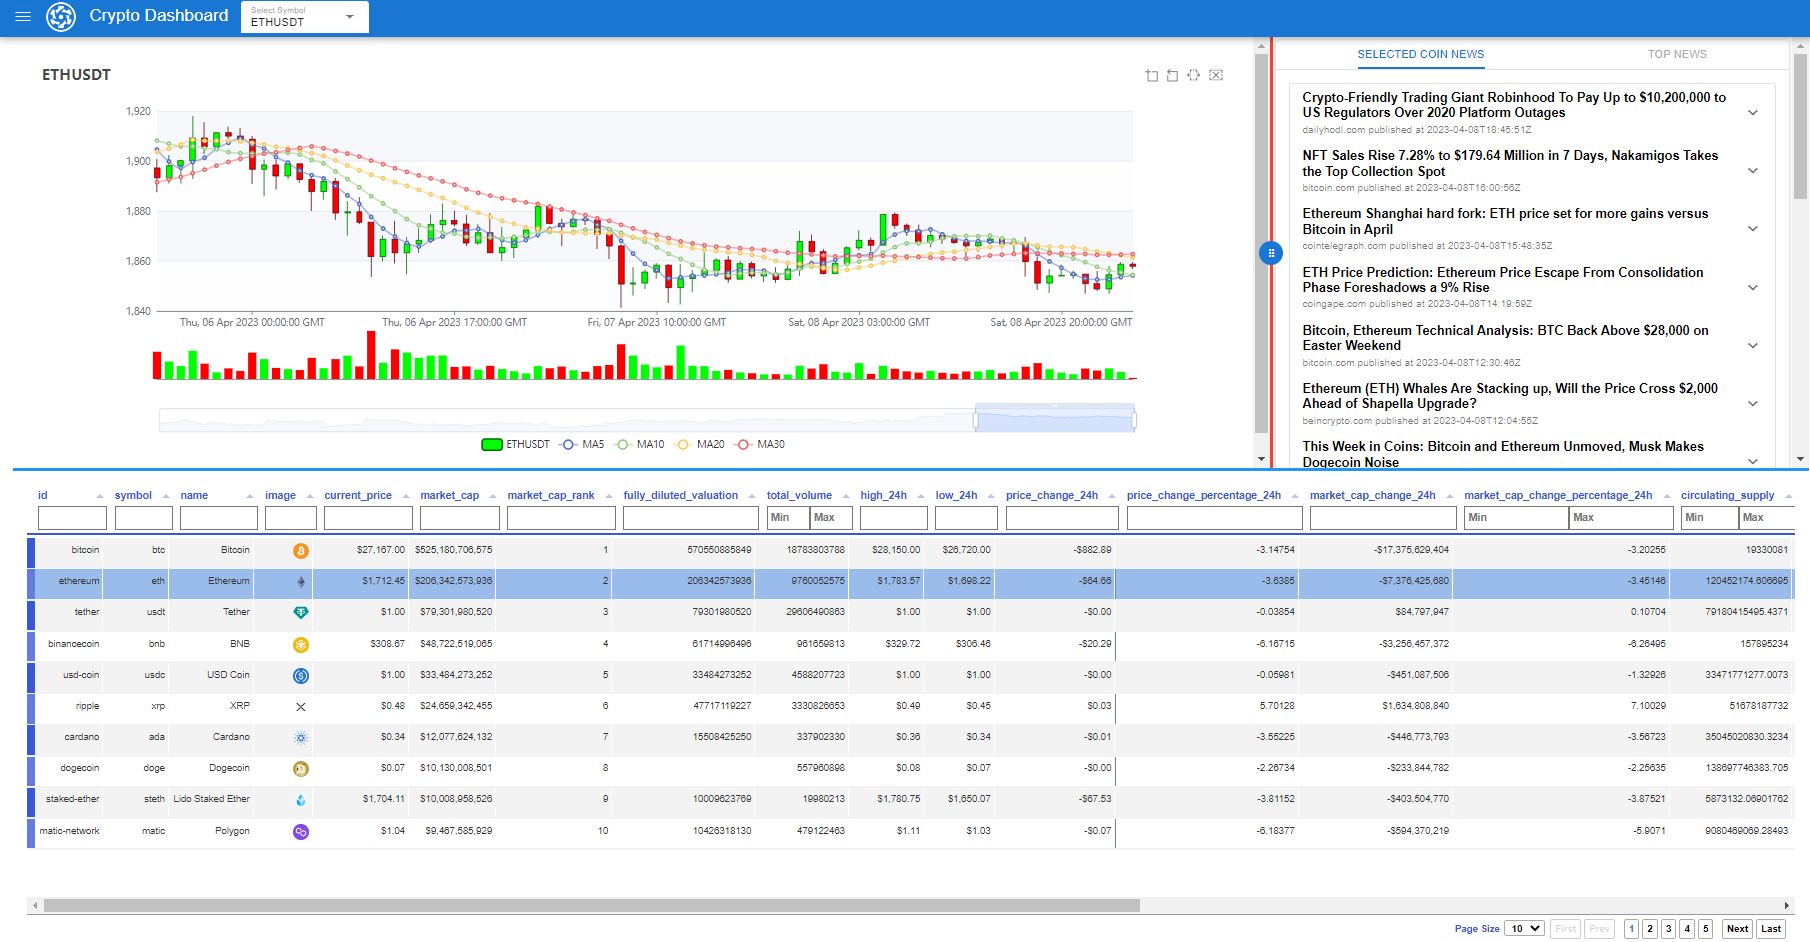 Crypto Dashboard
Select Symbol
ETHUSDT
ETHUSDT
1,920
1,900
1,880
1,860
1,840
Thu, 06 Apr 2023 00:00:00 GMT Thu, 06 Apr 2023 17:00:00 GMT Fri, 07 Apr 2023 10:00:00 GMT Sat, 08 Apr 2023 03:00:00 GMT Sat, 08 Apr 2023 20:00:00 GMT
ETHUSDT MA5 MA10 MA20 MA30
SELECTED COIN NEWS TOP NEWS
Crypto-Friendly Trading Giant Robinhood To Pay Up to $10,200,000 to
US Regulators Over 2020 Platform Outages
dailyhodl.com published at 2023-04-08T18:45:51Z
NFT Sales Rise 7.28% to $179.64 Million in 7 Days, Nakamigos Takes
the Top Collection Spot
bitcoin.com published at 2023-04-08T16:00:56Z
Ethereum Shanghai hard fork: ETH price set for more gains versus
Bitcoin in April
cointelegraph.com published at 2023-04-08T15:48:35Z
ETH Price Prediction: Ethereum Price Escape From Consolidation
Phase Foreshadows a 9% Rise
coingape.com published at 2023-04-08T14:19:59Z
Bitcoin, Ethereum Technical Analysis: BTC Back Above $28,000 on
Easter Weekend
bitcoin.com published at 2023-04-08T12:30:46Z
Ethereum (ETH) Whales Are Stacking up, Will the Price Cross $2,000
Ahead of Shapella Upgrade?
beincrypto.com published at 2023-04-08T12:04:55Z
This Week in Coins: Bitcoin and Ethereum Unmoved, Musk Makes
Dogecoin Noise
id symbol name image current_price market_cap market_cap_rank fully_diluted_valuation total_volume high_24h low_24h price_change_24h price_change_percentage_24h market_cap_change_24h market_cap_change_percentage_24h circulating_supply
Min Max Min Max Min Max
bitcoin btc Bitcoin $27,167.00 $525,180,706,575 1 570550885849 18783803788 $28,150.00 $26,720.00 -$882.89 -3.14754 -$17,375,629,404 -3.20255 19330081
ethereum eth Ethereum $1,712.45 $206,342,573,936 2 206342573936 9760052575 $1,783.57 $1,698.22 -$64.66 -3.6385 -$7,376,425,680 -3.45146 120452174.606695
tether usdt Tether $1.00 $79,301,980,520 3 79301980520 29606490863 $1.00 $1.00 -$0.00 -0.03854 $84,797,947 0.10704 79180415495.4371
binancecoin bnb BNB $308.67 $48,722,519,065 4 61714996496 961659813 $329.72 $306.46 -$20.29 -6.16715 -$3,256,457,372 -6.26495 157895234
usd-coin usdc USD Coin $1.00 $33,484,273,252 5 33484273252 4588207723 $1.00 $1.00 -$0.00 -0.05981 -$451,087,506 -1.32926 33471771277.0073
ripple xrp XRP $0.48 $24,659,342,455 6 47717119227 3330826653 $0.49 $0.45 $0.03 5.70128 $1,634,808,840 7.10029 51678187732
cardano ada Cardano $0.34 $12,077,624,132 7 15508425250 337902330 $0.36 $0.34 -$0.01 -3.55225 -$446,773,793 -3.56723 35045020830.3234
dogecoin doge Dogecoin $0.07 $10,130,008,501 8 557960898 $0.08 $0.07 -$0.00 -2.26734 -$233,844,782 -2.25635 138697746383.705
staked-ether steth Lido Staked Ether $1,704.11 $10,008,958,526 9 10009623769 19980213 $1,780.75 $1,650.07 -$67.53 -3.81152 -$403,504,770 -3.87521 5873132.06901762
matic-network matic Polygon $1.04 $9,467,585,929 10 10426318130 479122463 $1.11 $1.03 -$0.07 -6.18377 -$594,370,219 -5.9071 9080469069.28493
Page Size 10 First Prev 1 2 3 4 5 Next Last